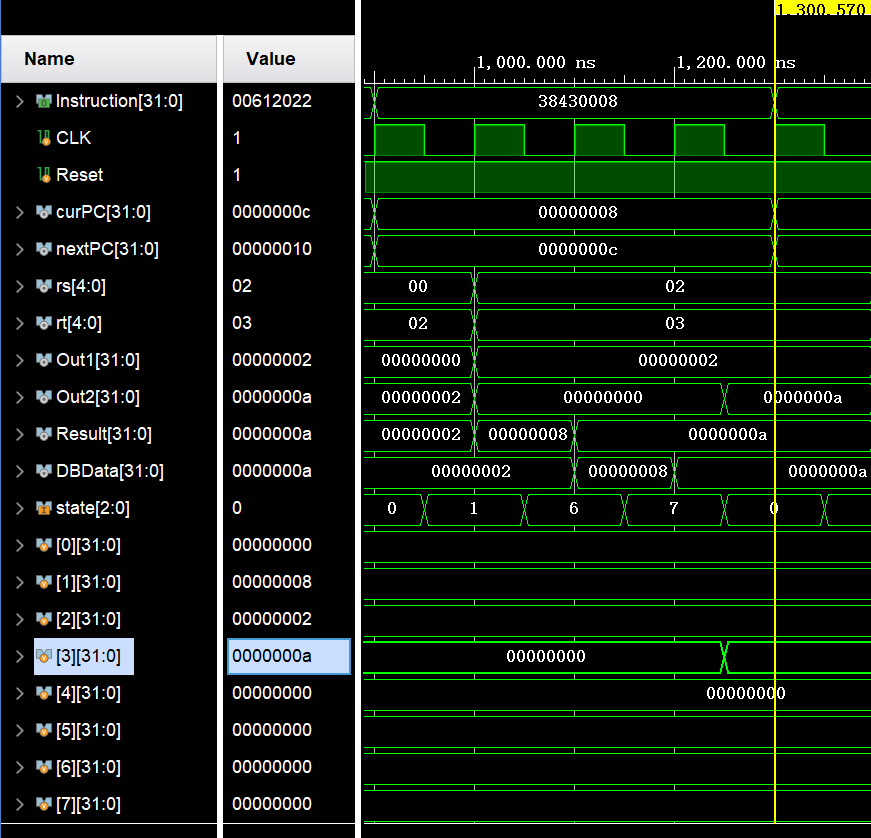 1,300.570
Name Value
1,000.000 ns 1,200.000 ns
Instruction[31:0] 00612022 38430008
CLK 1
Reset 1
curPC[31:0] 0000000c 00000008
nextPC[31:0] 00000010 0000000c
rs[4:0] 02 00 02
rt[4:0] 03 02 03
Out1[31:0] 00000002 00000000 00000002
Out2[31:0] 0000000a 00000002 00000000 0000000a
Result[31:0] 0000000a 00000002 00000008 0000000a
DBData[31:0] 0000000a 00000002 00000008 0000000a
state[2:0] 0 0 1 6 7 0
[0][31:0] 00000000
[1][31:0] 00000008
[2][31:0] 00000002
[3][31:0] 0000000a 00000000
[4][31:0] 00000000 00000000
[5][31:0] 00000000
[6][31:0] 00000000
[7][31:0] 00000000